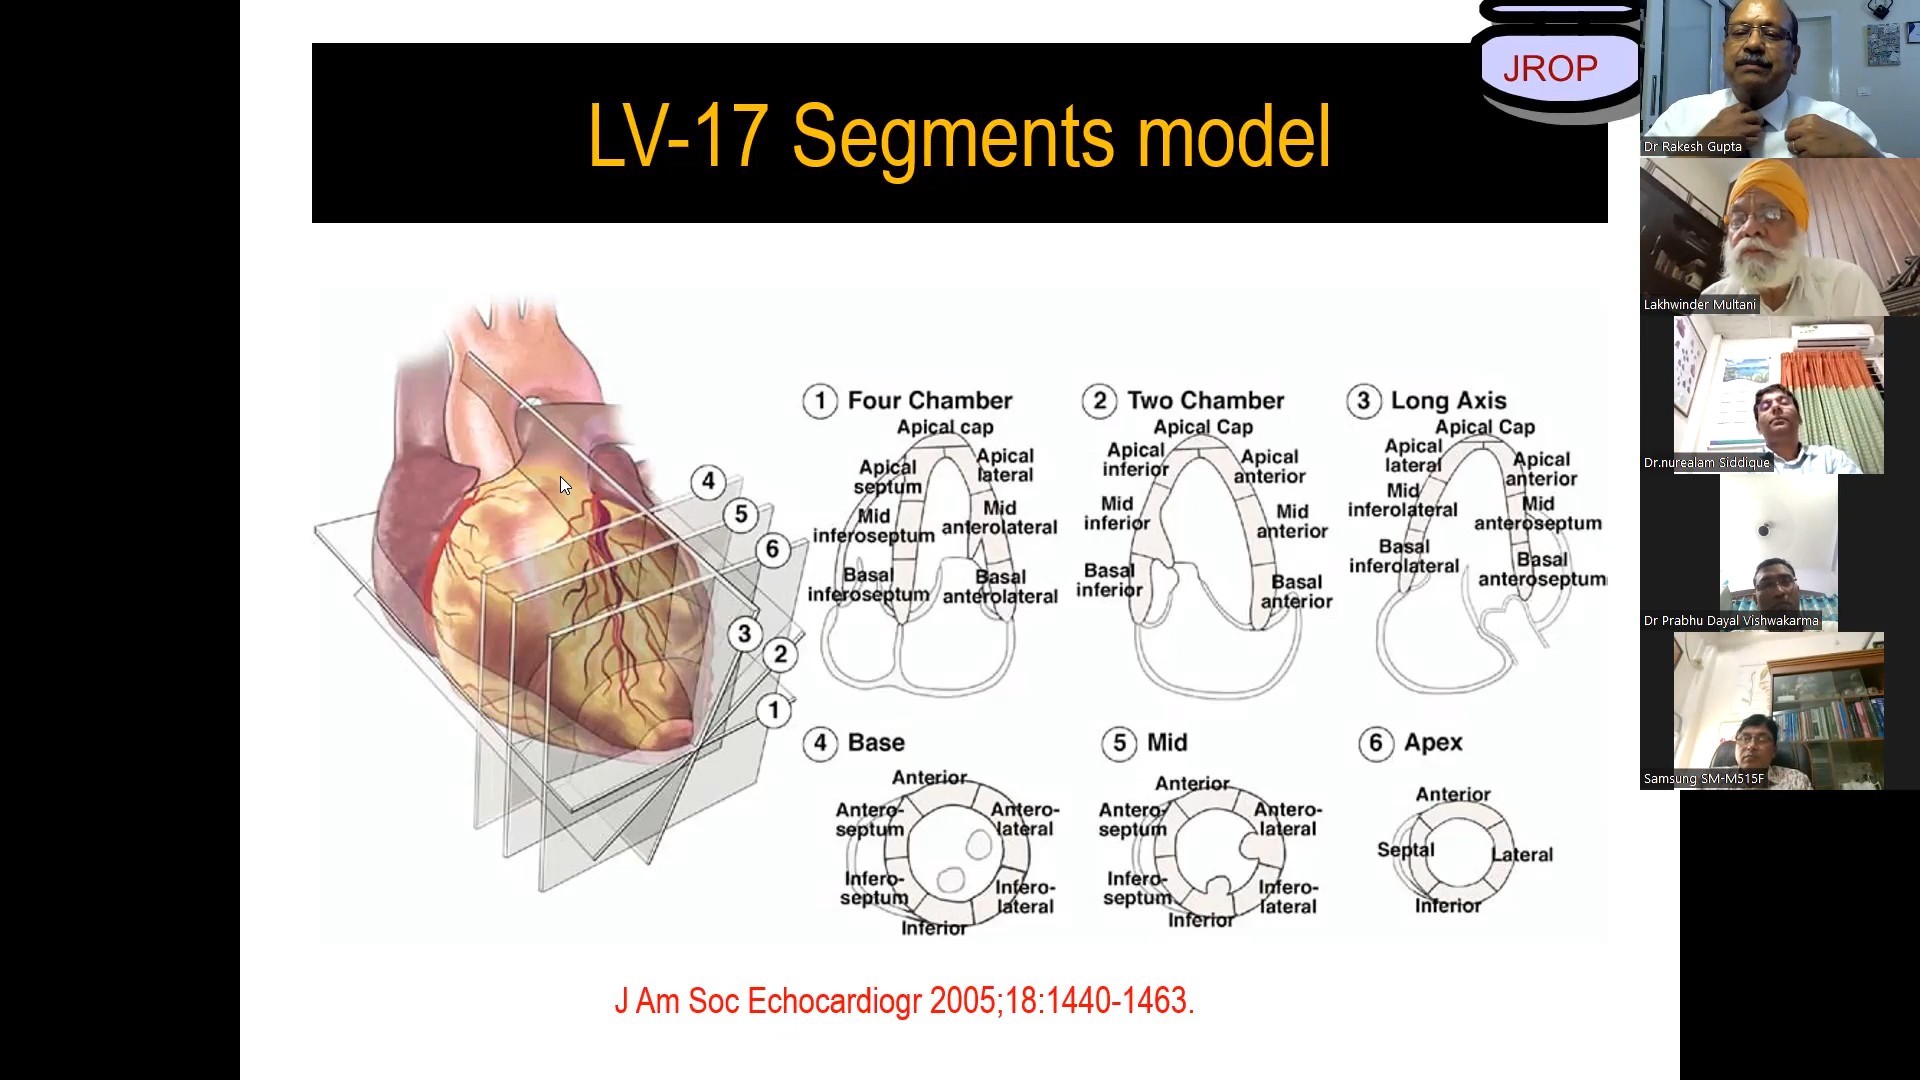 JROP
LV-17 Segments model
4
5
6
3
2
1
1 Four Chamber
Apical cap
Apical
septum
Apical
lateral
Mid
inferoseptum
Mid
anterolateral
Basal
inferoseptum
Basal
anterolateral
2 Two Chamber
Apical Cap
Apical
inferior
Apical
anterior
Mid
inferior
Mid
anterior
Basal
inferior
Basal
anterior
3 Long Axis
Apical Cap
Apical
lateral
Apical
anterior
Mid
inferolateral
Mid
anteroseptum
Basal
inferolateral
Basal
anteroseptum
4 Base
Anterior
Antero-
septum
Antero-
lateral
Infero-
septum
Infero-
lateral
Inferior
5 Mid
Anterior
Antero-
septum
Antero-
lateral
Infero-
septum
Infero-
lateral
Inferior
6 Apex
Anterior
Septal
Lateral
Inferior
J Am Soc Echocardiogr 2005;18:1440-1463.
Dr Rakesh Gupta
Lakhwinder Multani
Dr.nurealam Siddique
Dr Prabhu Dayal Vishwakarma
Samsung SM-M515F